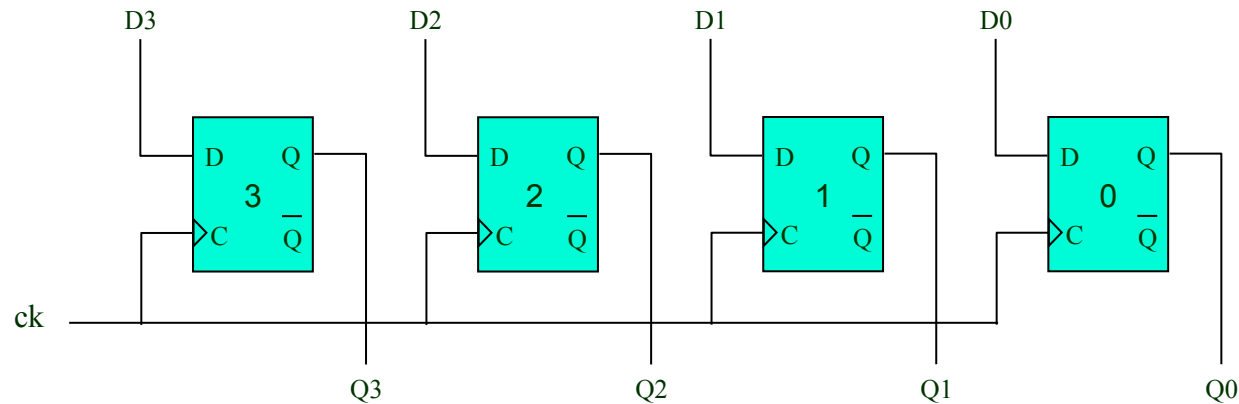 D3 D2 D1 D0
D Q D Q D Q D Q
3 2 1 0
C Q̅ C Q̅ C Q̅ C Q̅
ck
Q3 Q2 Q1 Q0